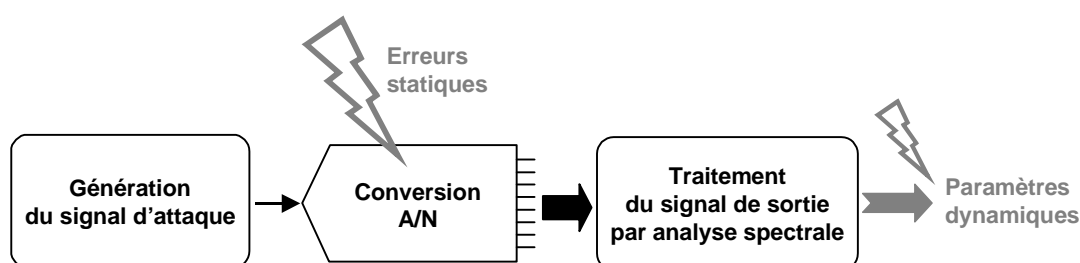 Erreurs
statiques
Génération
du signal d'attaque
Conversion
A/N
Traitement
du signal de sortie
par analyse spectrale
Paramètres
dynamiques